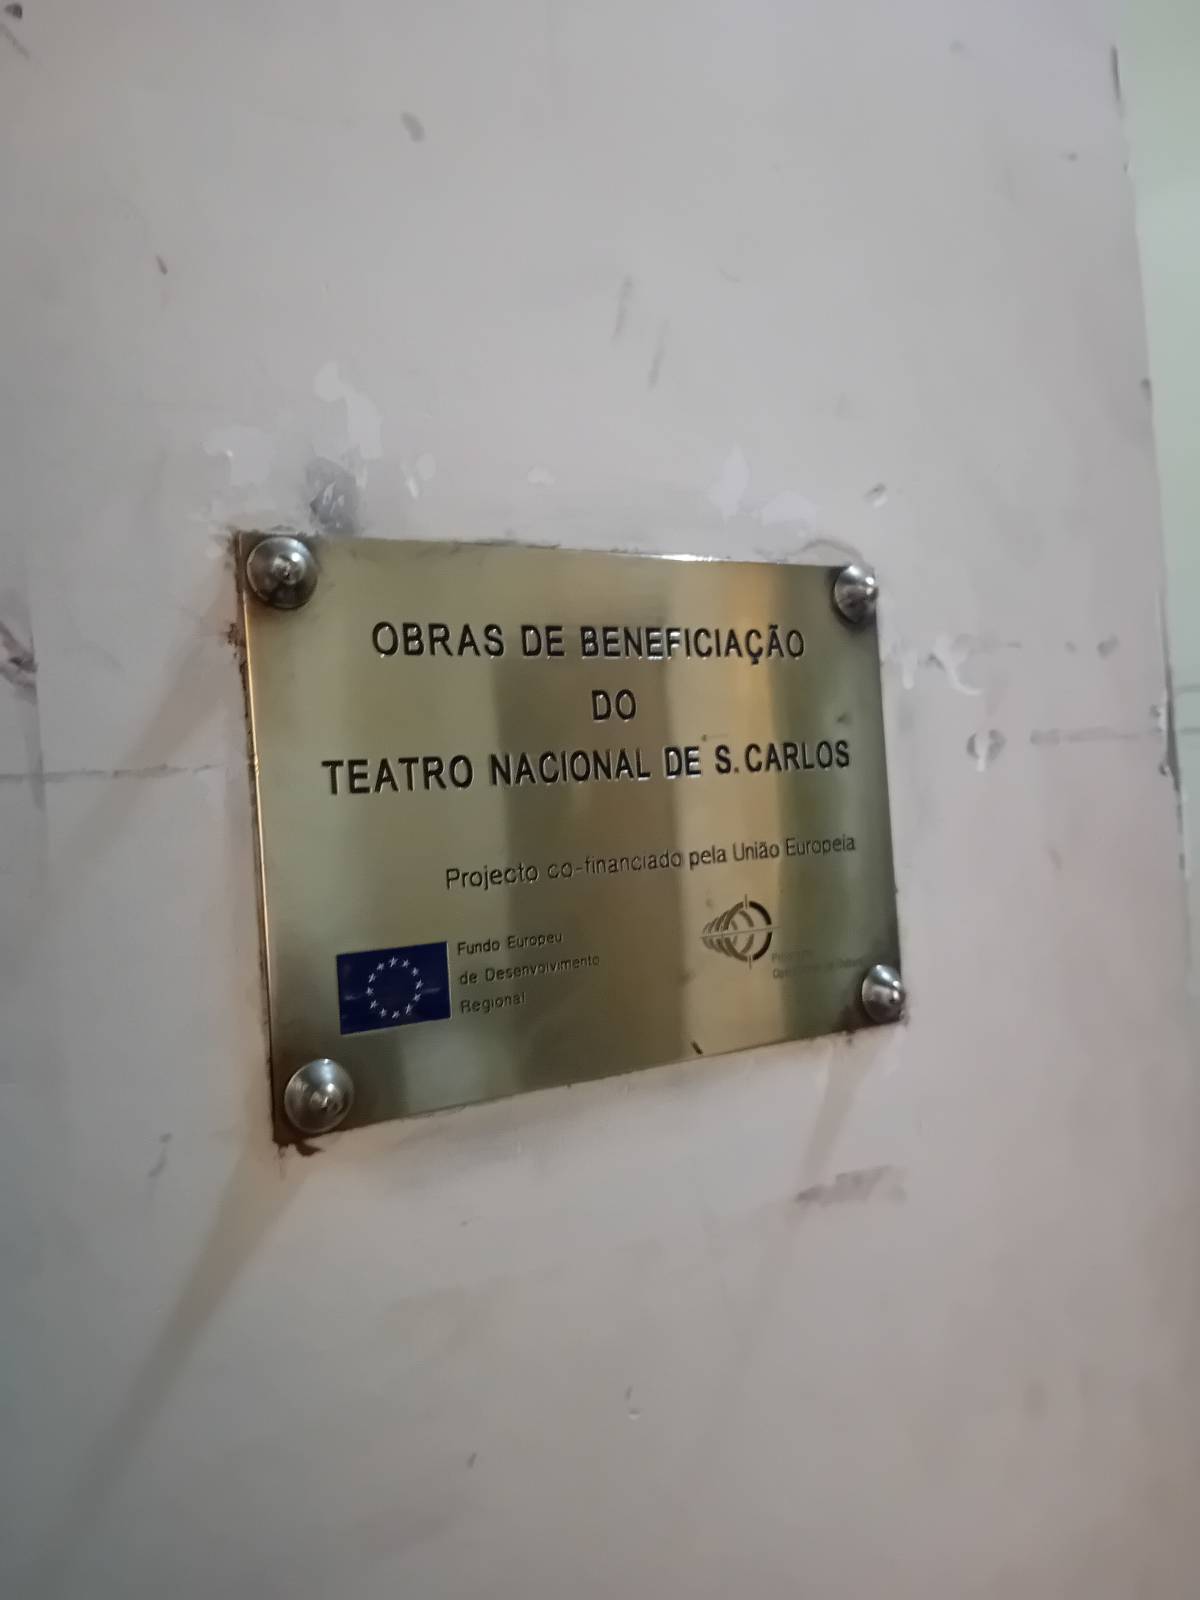 OBRAS DE BENEFICIAÇÃO
DO
TEATRO NACIONAL DE S. CARLOS
Projecto co-financiado pela União Europeia
Fundo Europeu
de Desenvolvimento
Regional